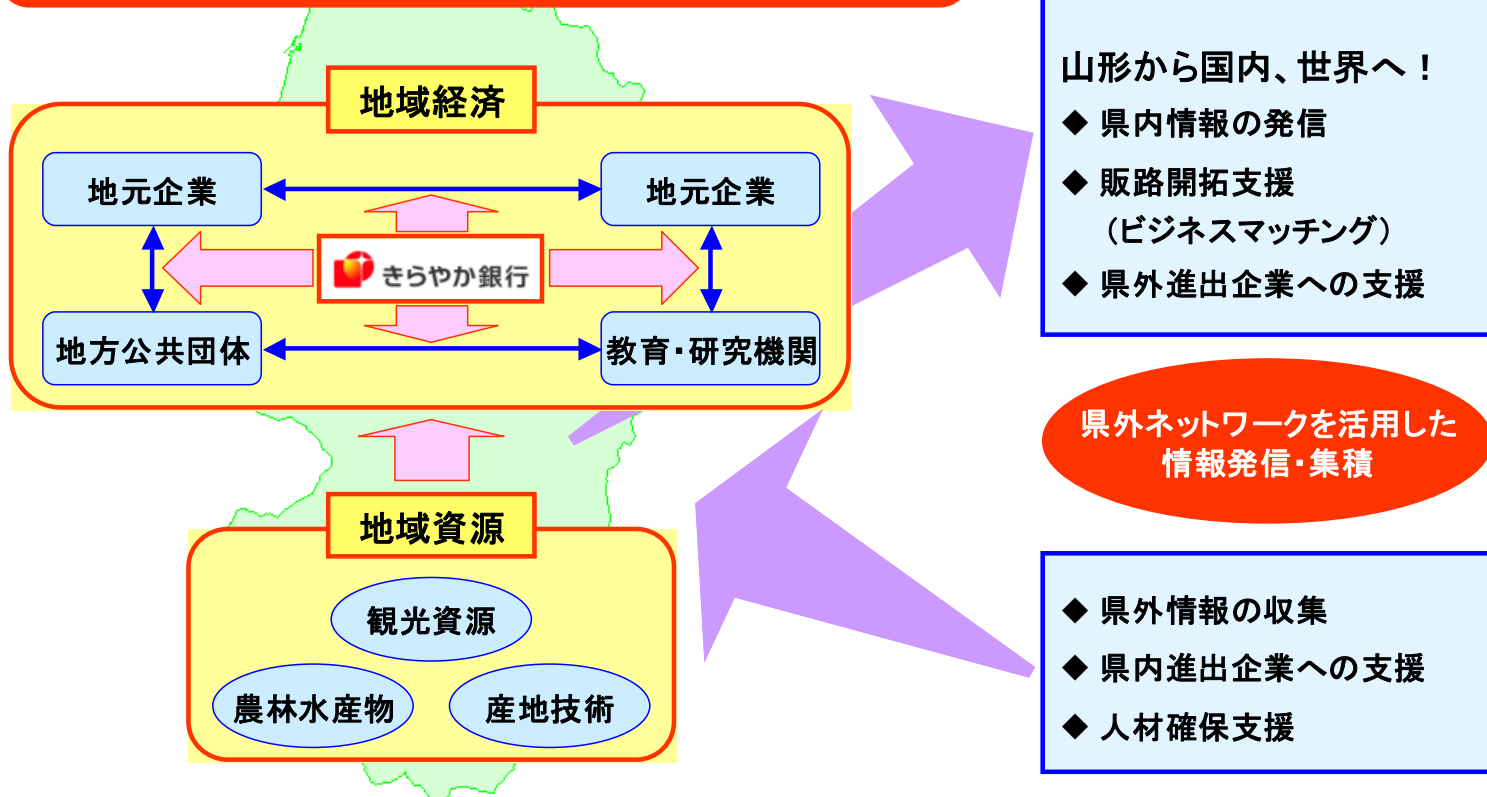 地域経済
地元企業
地元企業
きらやか銀行
地方公共団体
教育・研究機関
地域資源
観光資源
農林水産物
産地技術
山形から国内、世界へ！
◆ 県内情報の発信
◆ 販路開拓支援
（ビジネスマッチング）
◆ 県外進出企業への支援
県外ネットワークを活用した
情報発信・集積
◆ 県外情報の収集
◆ 県内進出企業への支援
◆ 人材確保支援